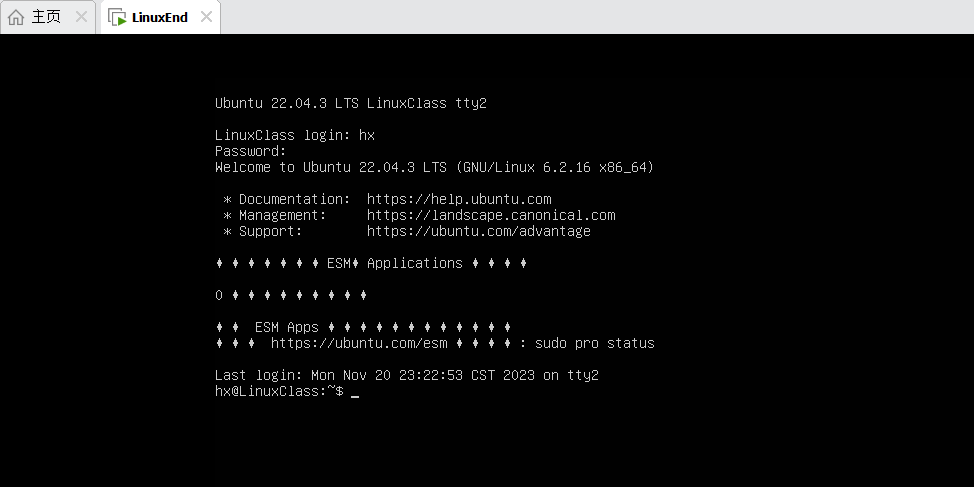 主页
LinuxEnd
Ubuntu 22.04.3 LTS LinuxClass tty2
LinuxClass login: hx
Password:
Welcome to Ubuntu 22.04.3 LTS (GNU/Linux 6.2.16 x86_64)
* Documentation: https://help.ubuntu.com
* Management: https://landscape.canonical.com
* Support: https://ubuntu.com/advantage
♦ ♦ ♦ ♦ ♦ ♦ ♦ ESM♦ Applications ♦ ♦ ♦ ♦
0 ♦ ♦ ♦ ♦ ♦ ♦ ♦ ♦ ♦
♦ ♦ ESM Apps ♦ ♦ ♦ ♦ ♦ ♦ ♦ ♦ ♦ ♦ ♦ ♦
♦ ♦ ♦ https://ubuntu.com/esm ♦ ♦ ♦ ♦ : sudo pro status
Last login: Mon Nov 20 23:22:53 CST 2023 on tty2
hx@LinuxClass:~$ _